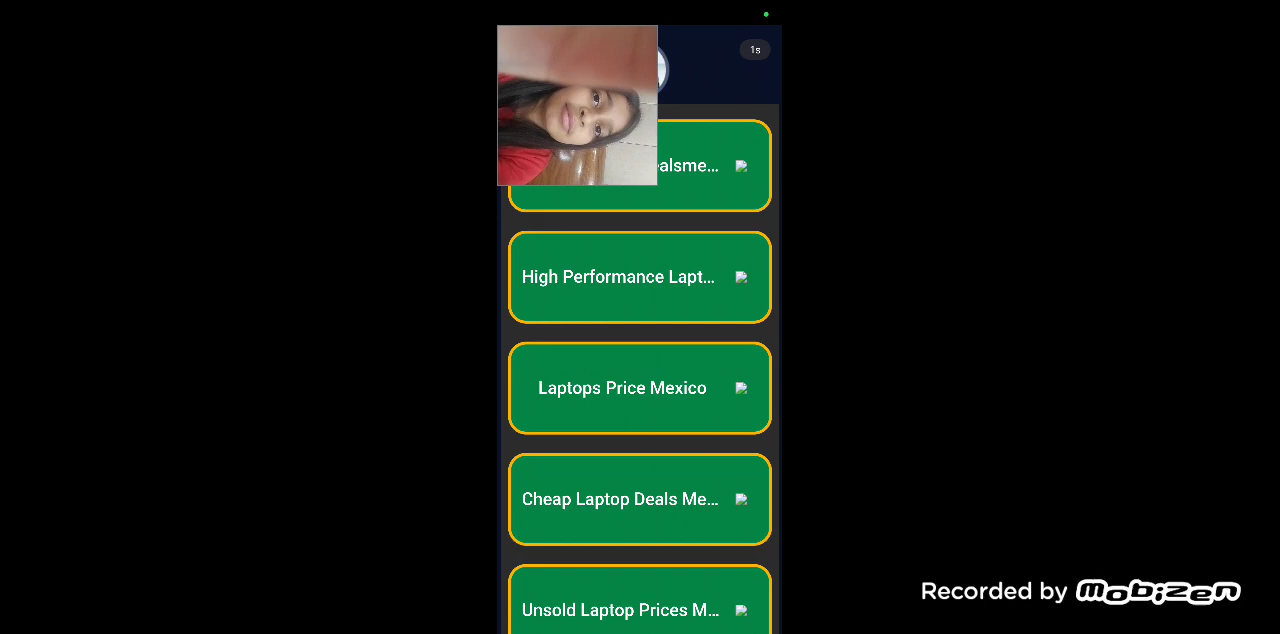 1s
alsme...
High Performance Lapt...
Laptops Price Mexico
Cheap Laptop Deals Me...
Unsold Laptop Prices M...
Recorded by mobizen